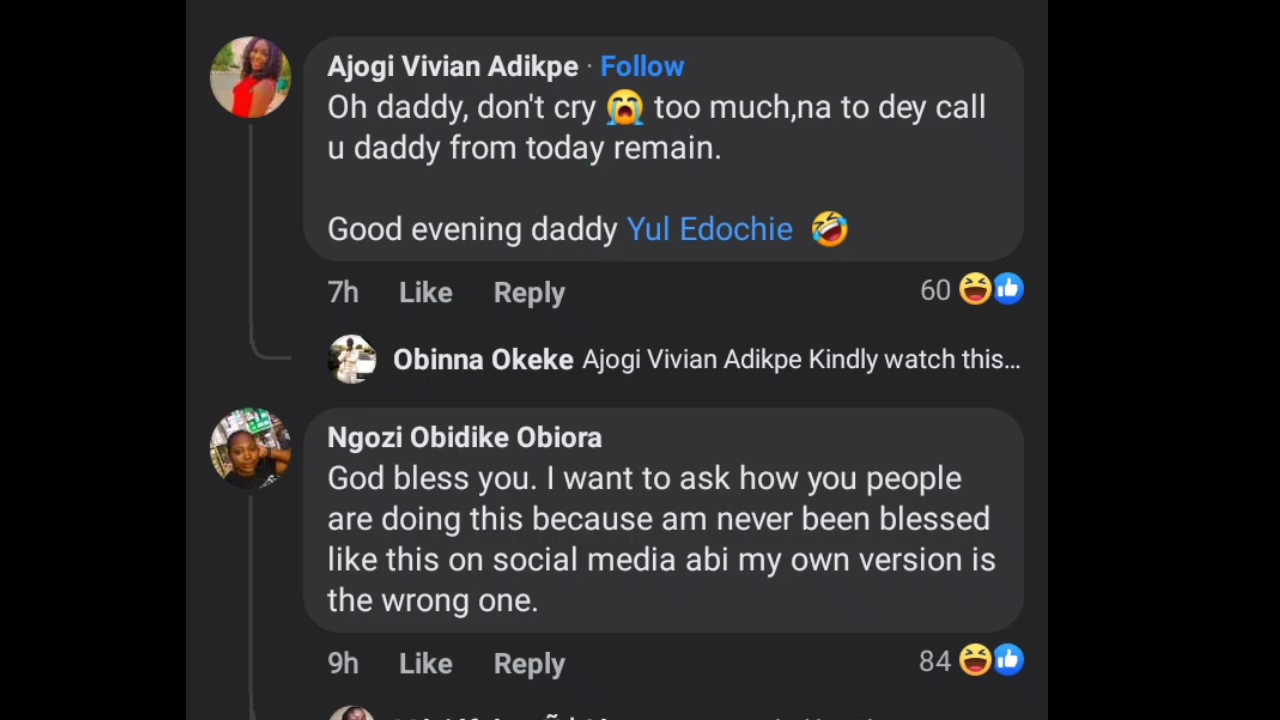 Ajogi Vivian Adikpe · Follow
Oh daddy, don't cry 😭 too much,na to dey call
u daddy from today remain.
Good evening daddy Yul Edochie 🤣
7h Like Reply 60
Obinna Okeke Ajogi Vivian Adikpe Kindly watch this...
Ngozi Obidike Obiora
God bless you. I want to ask how you people
are doing this because am never been blessed
like this on social media abi my own version is
the wrong one.
9h Like Reply 84